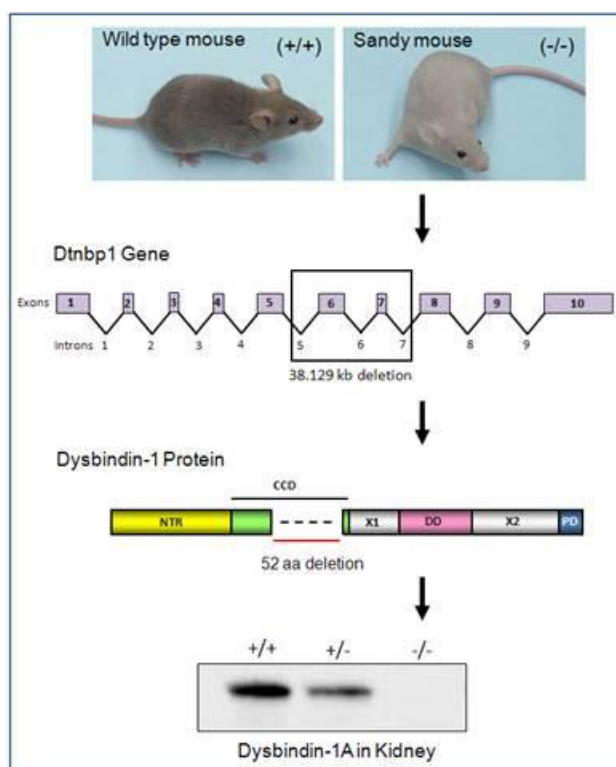 Wild type mouse (+/+) Sandy mouse (-/-)
Dtnbp1 Gene
Exons 1 2 3 4 5 6 7 8 9 10
Introns 1 2 3 4 5 6 7 8 9
38.129 kb deletion
Dysbindin-1 Protein
CCD
NTR X1 DD X2 PD
52 aa deletion
+/+ +/- -/-
Dysbindin-1A in Kidney